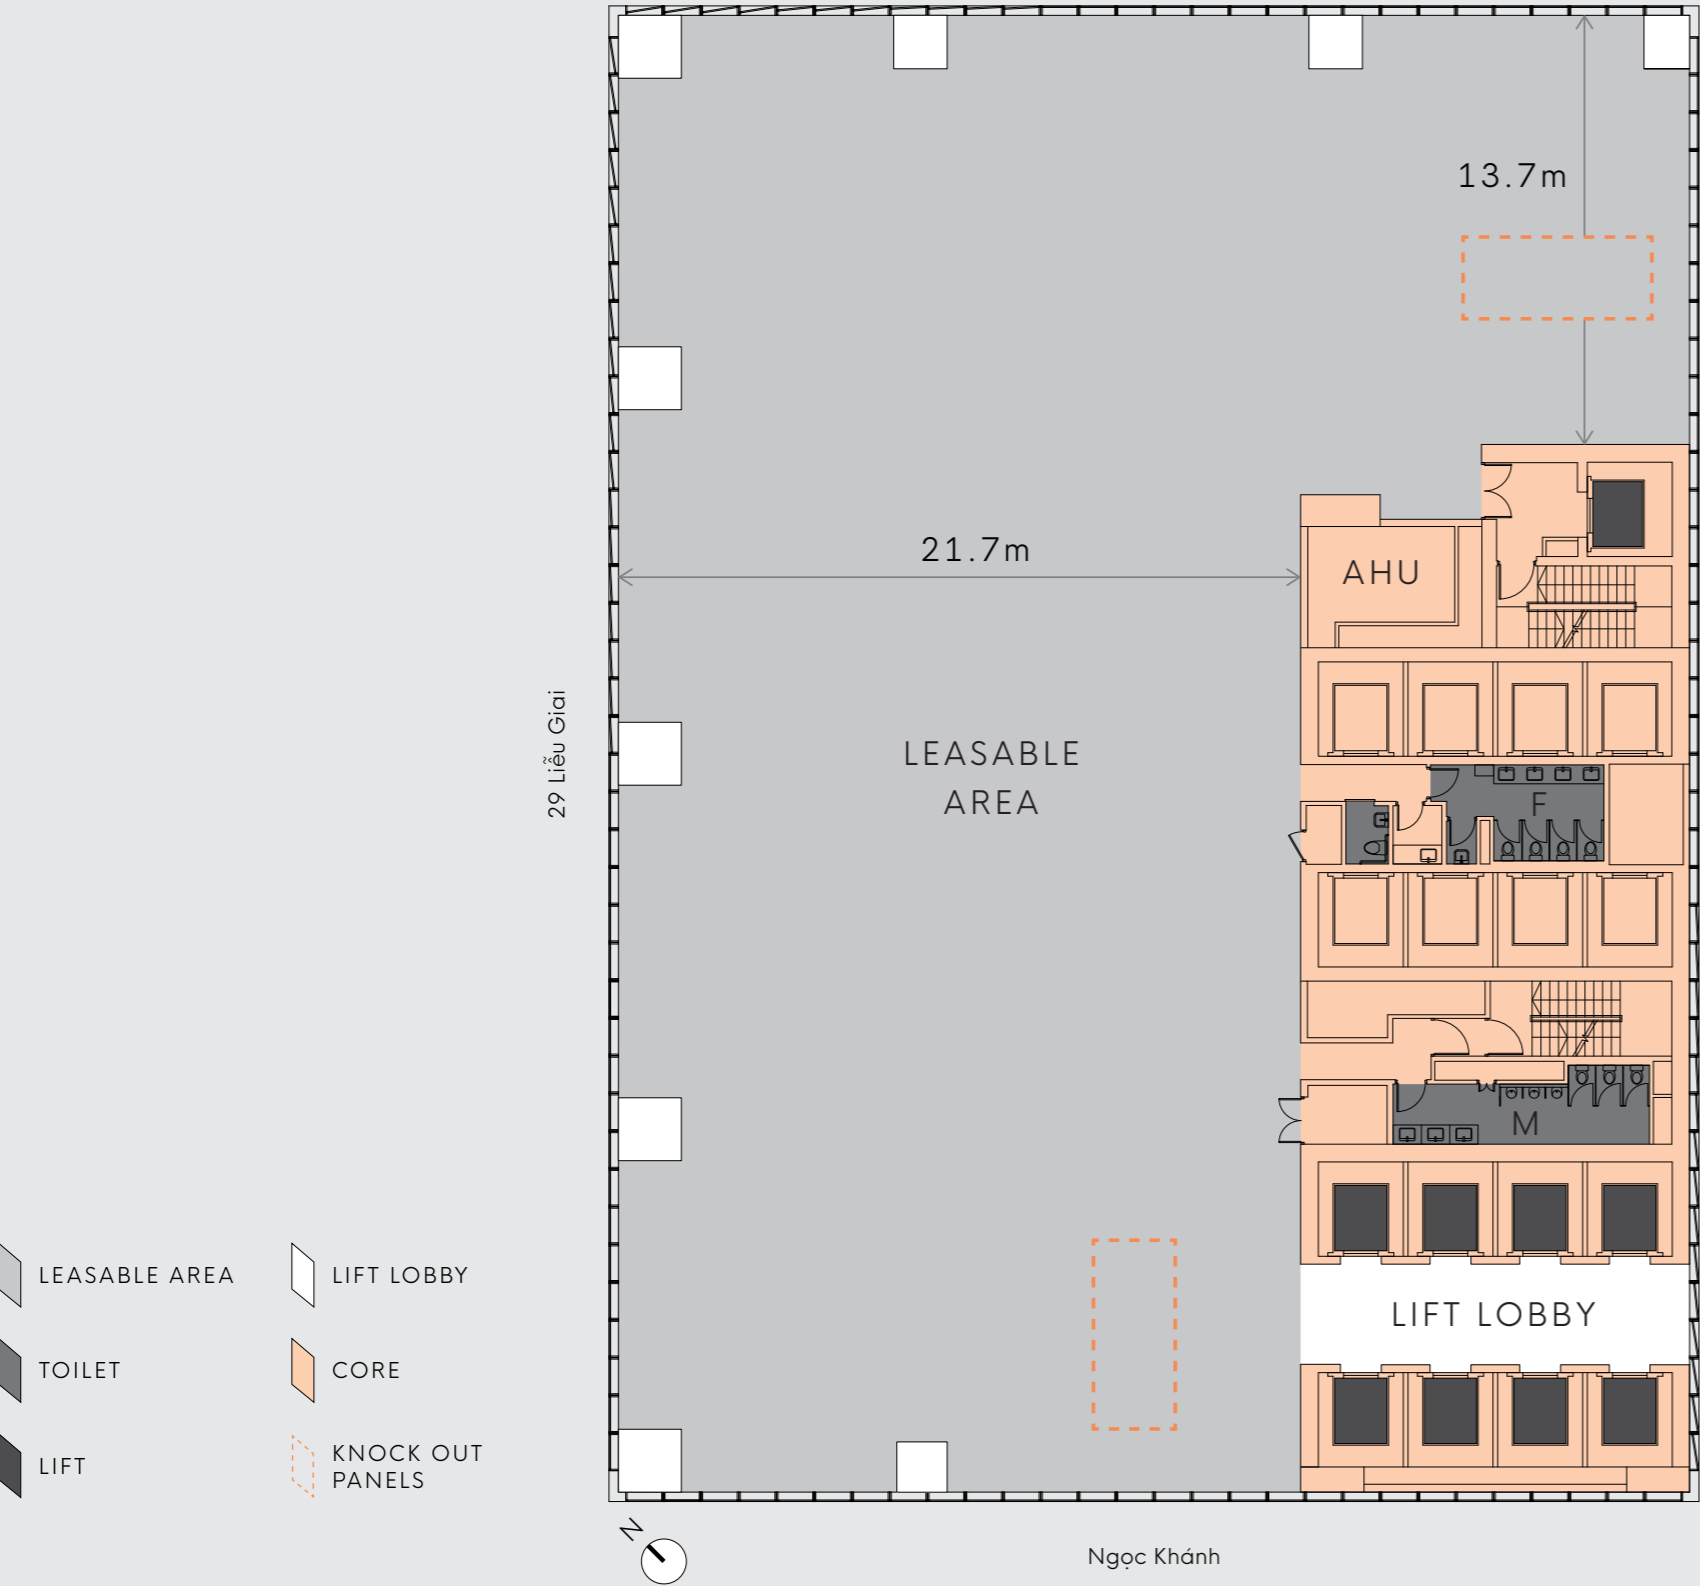 13.7m
21.7m
AHU
29 Liễu Giai
LEASABLE
AREA
F
M
LEASABLE AREA
LIFT LOBBY
LIFT LOBBY
TOILET
CORE
LIFT
KNOCK OUT
PANELS
N
Ngọc Khánh